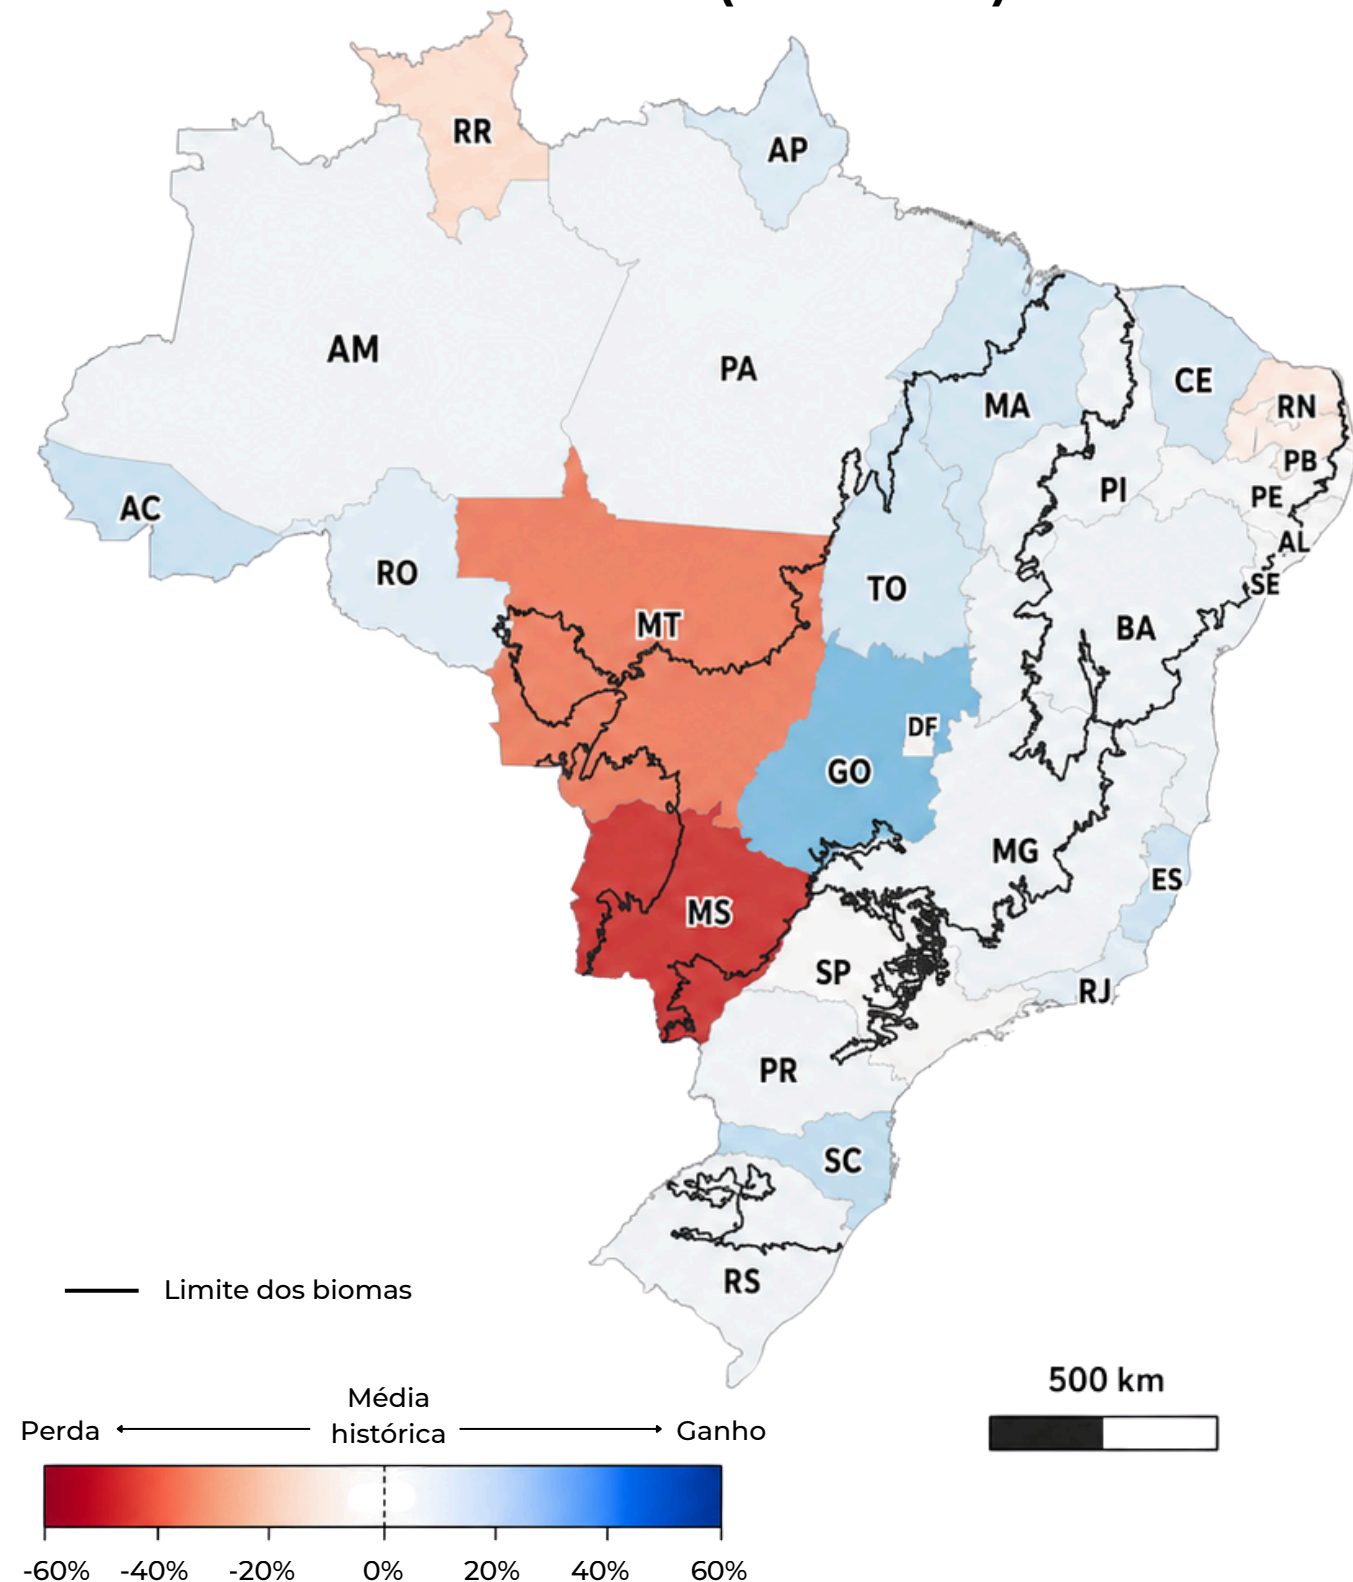 RR
AP
AM
PA
CE
MA
RN
PB
PI
PE
AC
AL
RO
SE
TO
MT
BA
DF
GO
MG
ES
MS
SP
RJ
PR
SC
RS
Limite dos biomas
500 km
Média
histórica
Perda
Ganho
-60% -40% -20% 0% 20% 40% 60%